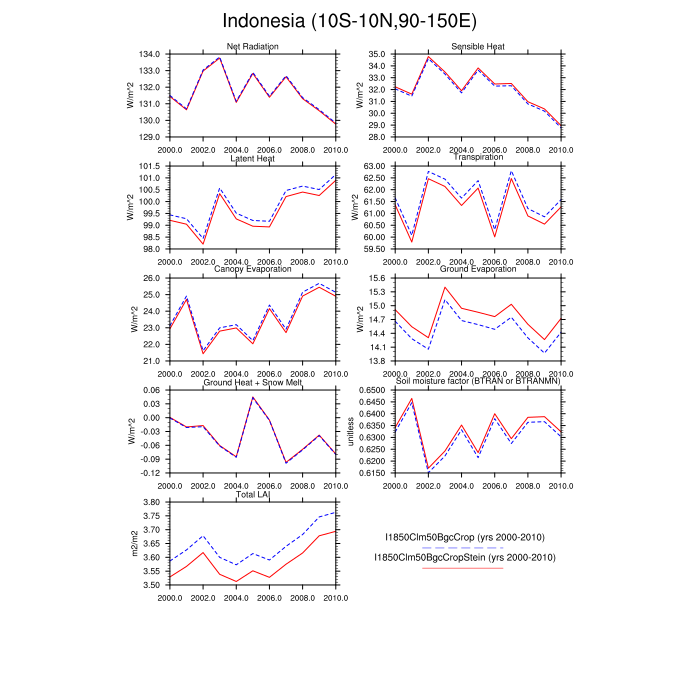 Indonesia (10S-10N,90-150E)
Net Radiation
W/m^2
134.0
133.0
132.0
131.0
130.0
129.0
2000.0 2002.0 2004.0 2006.0 2008.0 2010.0
Sensible Heat
W/m^2
35.0
34.0
33.0
32.0
31.0
30.0
29.0
28.0
2000.0 2002.0 2004.0 2006.0 2008.0 2010.0
Latent Heat
W/m^2
101.5
101.0
100.5
100.0
99.5
99.0
98.5
98.0
2000.0 2002.0 2004.0 2006.0 2008.0 2010.0
Transpiration
W/m^2
63.00
62.50
62.00
61.50
61.00
60.50
60.00
59.50
2000.0 2002.0 2004.0 2006.0 2008.0 2010.0
Canopy Evaporation
W/m^2
26.0
25.0
24.0
23.0
22.0
21.0
2000.0 2002.0 2004.0 2006.0 2008.0 2010.0
Ground Evaporation
W/m^2
15.6
15.3
15.0
14.7
14.4
14.1
13.8
2000.0 2002.0 2004.0 2006.0 2008.0 2010.0
Ground Heat + Snow Melt
W/m^2
0.06
0.03
0.00
-0.03
-0.06
-0.09
-0.12
2000.0 2002.0 2004.0 2006.0 2008.0 2010.0
Soil moisture factor (BTRAN or BTRANMN)
unitless
0.6500
0.6450
0.6400
0.6350
0.6300
0.6250
0.6200
0.6150
2000.0 2002.0 2004.0 2006.0 2008.0 2010.0
Total LAI
m2/m2
3.80
3.75
3.70
3.65
3.60
3.55
3.50
2000.0 2002.0 2004.0 2006.0 2008.0 2010.0
I1850Clm50BgcCrop (yrs 2000-2010)
I1850Clm50BgcCropStein (yrs 2000-2010)